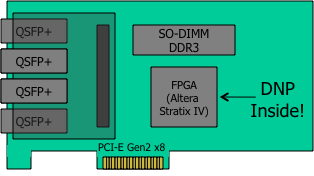 QSFP+
QSFP+
QSFP+
QSFP+
SO-DIMM
DDR3
FPGA
(Altera
Stratix IV)
DNP
Inside!
PCI-E Gen2 x8